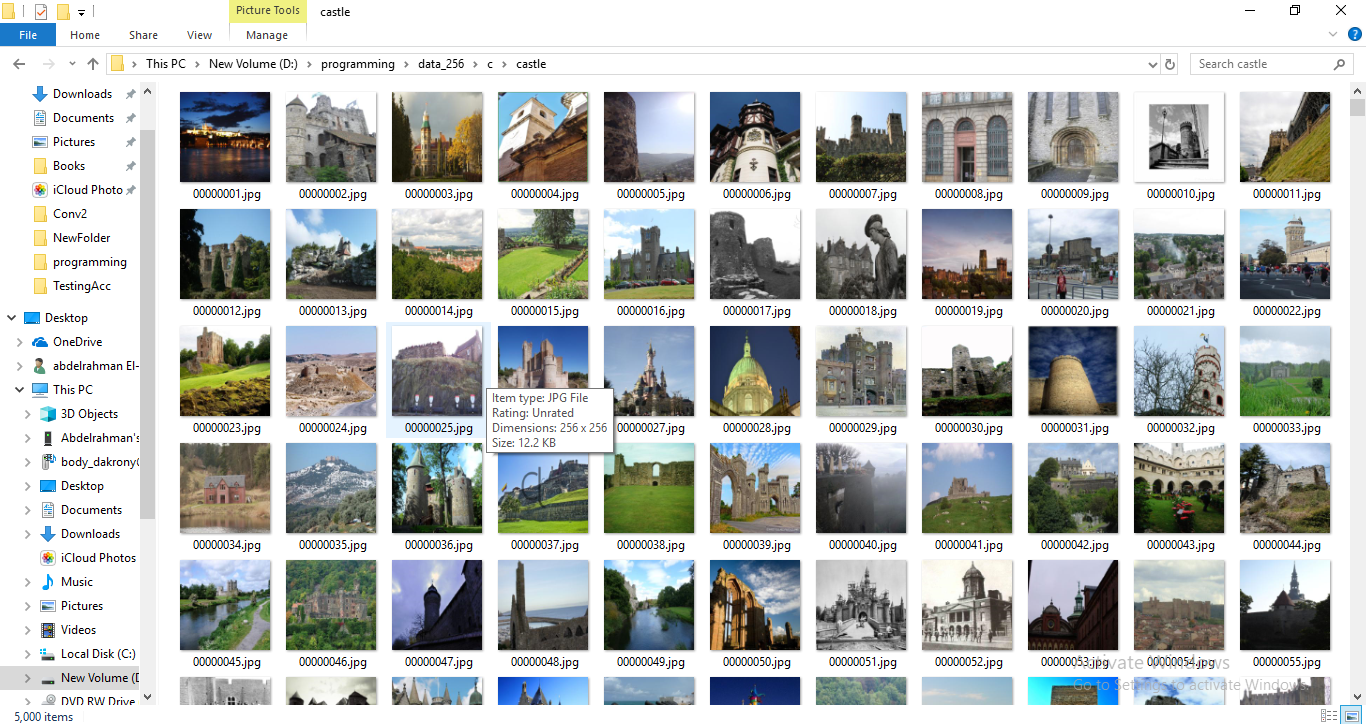 Picture Tools
castle
File
Home
Share
View
Manage
This PC
New Volume (D:)
programming
data_256
c
castle
Search castle
Downloads
Documents
Pictures
Books
iCloud Photo
Conv2
NewFolder
programming
TestingAcc
Desktop
OneDrive
abdelrahman El-
This PC
3D Objects
Abdelrahman's
body_dakrony
Desktop
Documents
Downloads
iCloud Photos
Music
Pictures
Videos
Local Disk (C:)
New Volume (D
DVD RW Drive
00000001.jpg 00000002.jpg 00000003.jpg 00000004.jpg 00000005.jpg 00000006.jpg 00000007.jpg 00000008.jpg 00000009.jpg 00000010.jpg 00000011.jpg
00000012.jpg 00000013.jpg 00000014.jpg 00000015.jpg 00000016.jpg 00000017.jpg 00000018.jpg 00000019.jpg 00000020.jpg 00000021.jpg 00000022.jpg
00000023.jpg 00000024.jpg 00000025.jpg 00000027.jpg 00000028.jpg 00000029.jpg 00000030.jpg 00000031.jpg 00000032.jpg 00000033.jpg
Item type: JPG File
Rating: Unrated
Dimensions: 256 x 256
Size: 12.2 KB
00000034.jpg 00000035.jpg 00000036.jpg 00000037.jpg 00000038.jpg 00000039.jpg 00000040.jpg 00000041.jpg 00000042.jpg 00000043.jpg 00000044.jpg
00000045.jpg 00000046.jpg 00000047.jpg 00000048.jpg 00000049.jpg 00000050.jpg 00000051.jpg 00000052.jpg 00000053.jpg 00000054.jpg 00000055.jpg
Activate Windows
Go to Settings to activate Windows.
5,000 items